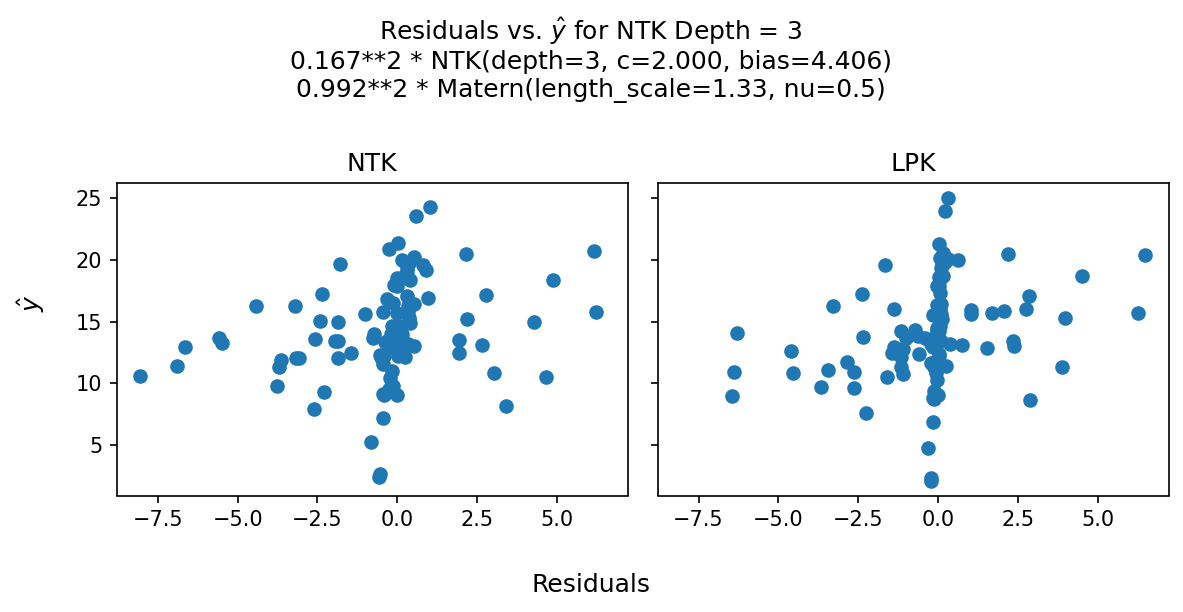 Residuals vs. ŷ for NTK Depth = 3
0.167**2 * NTK(depth=3, c=2.000, bias=4.406)
0.992**2 * Matern(length_scale=1.33, nu=0.5)
NTK
LPK
25
20
15
10
5
ŷ
−7.5 −5.0 −2.5 0.0 2.5 5.0
−7.5 −5.0 −2.5 0.0 2.5 5.0
Residuals